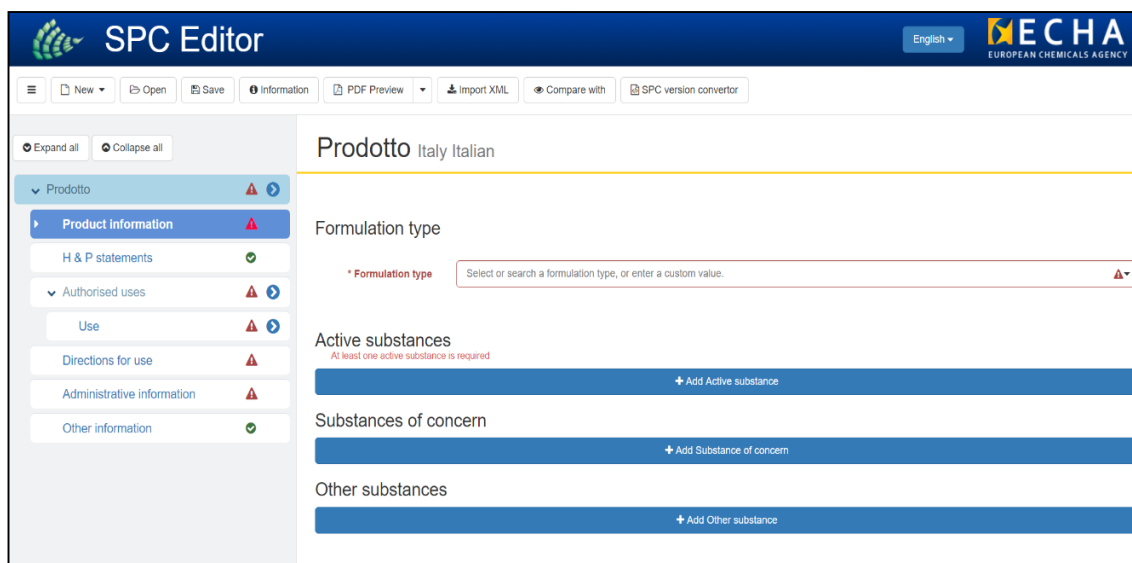 SPC Editor
English
ECHA
EUROPEAN CHEMICALS AGENCY
New
Open
Save
Information
PDF Preview
Import XML
Compare with
SPC version convertor
Expand all
Collapse all
Prodotto Italy Italian
Prodotto
Product information
H & P statements
Authorised uses
Use
Directions for use
Administrative information
Other information
Formulation type
* Formulation type
Select or search a formulation type, or enter a custom value.
Active substances
At least one active substance is required
+ Add Active substance
Substances of concern
+ Add Substance of concern
Other substances
+ Add Other substance